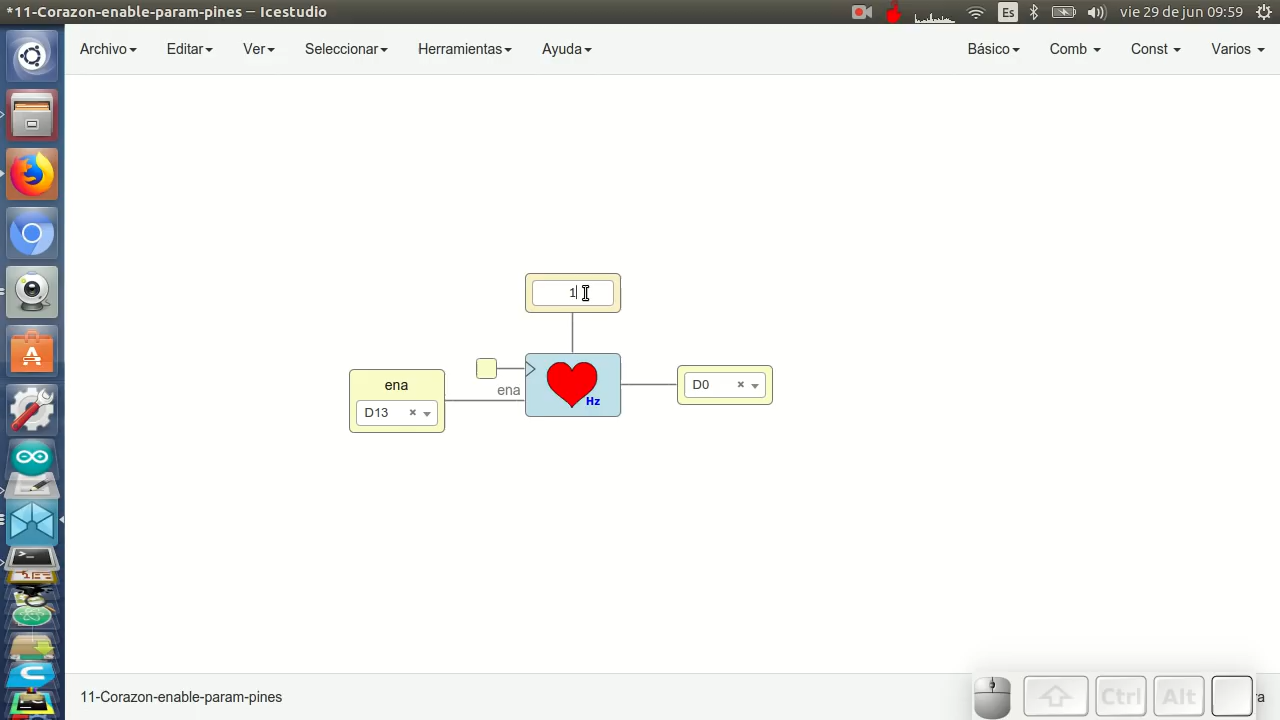 *11-Corazon-enable-param-pines – Icestudio
Es
vie 29 de jun 09:59
Archivo
Editar
Ver
Seleccionar
Herramientas
Ayuda
Básico
Comb
Const
Varios
1
ena
D13
ena
Hz
D0
11-Corazon-enable-param-pines
Ctrl
Alt